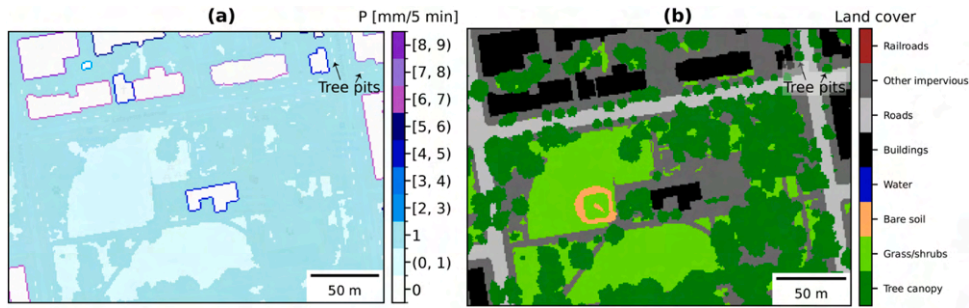 (a)
P [mm/5 min]
[8, 9)
[7, 8)
[6, 7)
[5, 6)
[4, 5)
[3, 4)
[2, 3)
1
(0, 1)
0
Tree pits
50 m
(b)
Land cover
Railroads
Other impervious
Roads
Buildings
Water
Bare soil
Grass/shrubs
Tree canopy
Tree pits
50 m